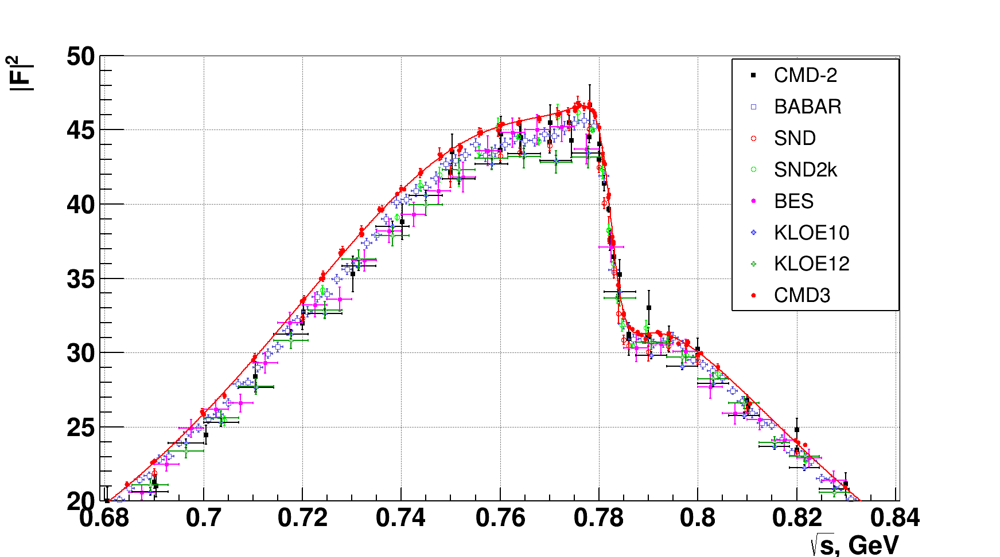 |F|²
50
45
40
35
30
25
20
0.68 0.7 0.72 0.74 0.76 0.78 0.8 0.82 0.84
√s, GeV
CMD-2
BABAR
SND
SND2k
BES
KLOE10
KLOE12
CMD3